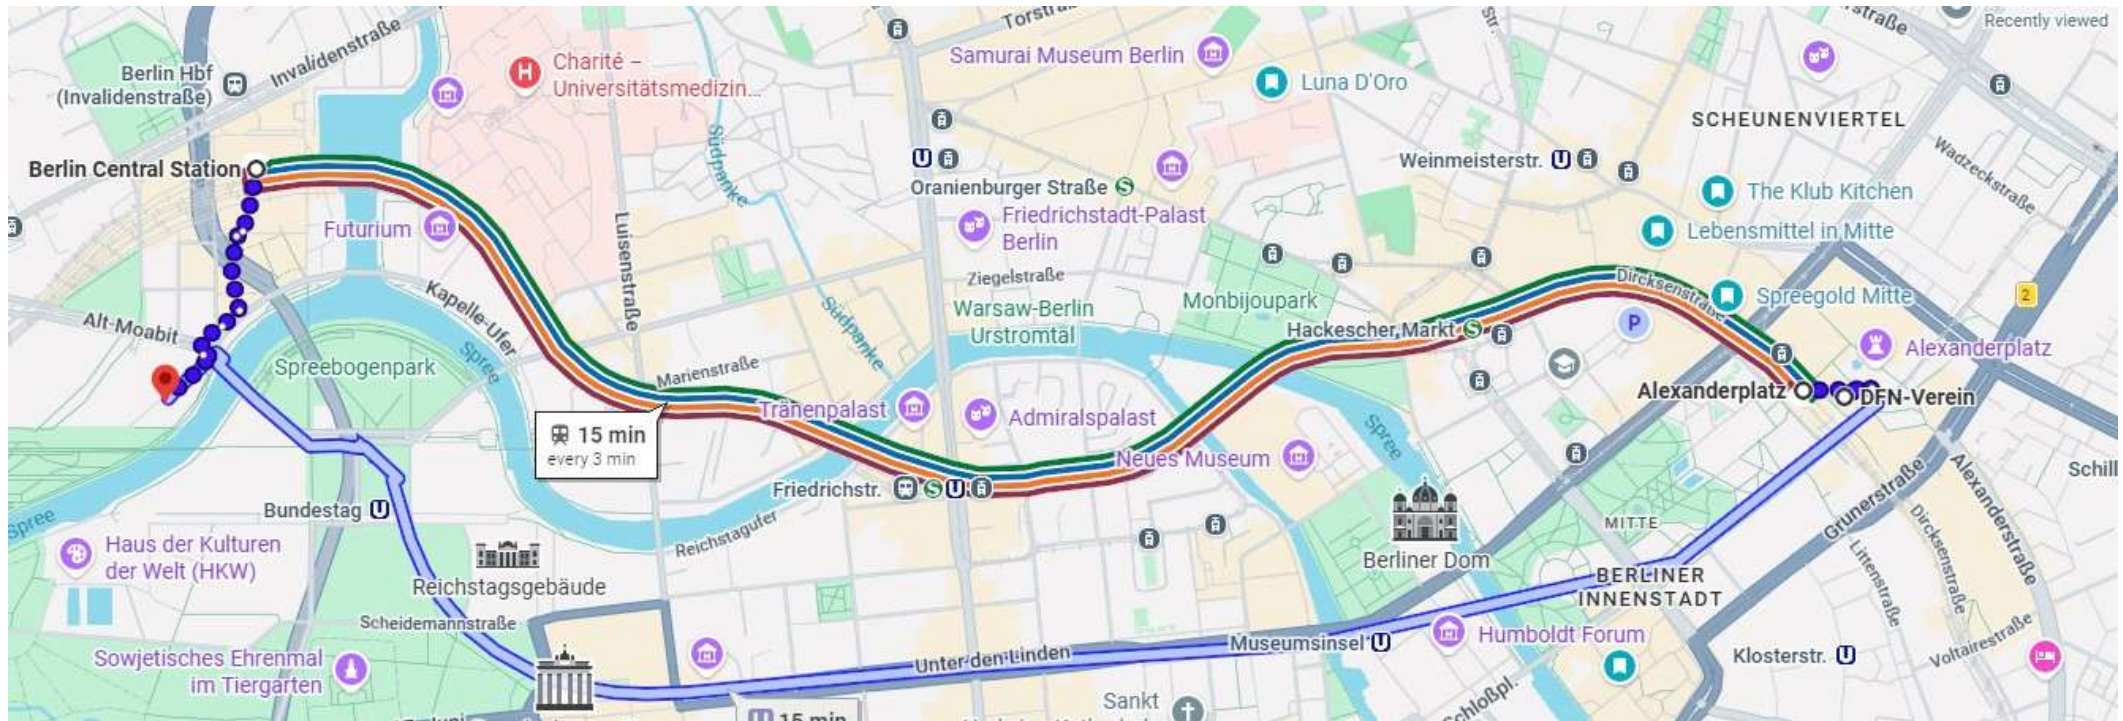 Recently viewed
Invalidenstraße
Berlin Hbf
(Invalidenstraße)
Charité –
Universitätsmedizin...
Samurai Museum Berlin
Luna D'Oro
SCHEUNENVIERTEL
Wadzeckstraße
Weinmeisterstr. U
Berlin Central Station
Südpanke
U
Oranienburger Straße S
The Klub Kitchen
Futurium
Luisenstraße
Friedrichstadt-Palast
Berlin
Lebensmittel in Mitte
Ziegelstraße
Dircksenstraße
Spreegold Mitte
2
Kapelle-Ufer
Südpanke
Warsaw-Berlin
Urstromtal
Monbijoupark
Hackescher Markt S
P
Alt-Moabit
Spreebogenpark
Spree
Marienstraße
Alexanderplatz
Alexanderplatz
DFN-Verein
Tränenpalast
Admiralspalast
15 min
every 3 min
Spree
Neues Museum
Friedrichstr. S U
Bundestag U
Spree
Reichstagufer
Berliner Dom
MITTE
Grunerstraße
Alexanderstraße
Schill
Dircksenstraße
Littenstraße
Haus der Kulturen
der Welt (HKW)
Reichstagsgebäude
Scheidemannstraße
BERLINER
INNENSTADT
Sowjetisches Ehrenmal
im Tiergarten
Unter den Linden
Museumsinsel U
Humboldt Forum
Klosterstr. U
Voltairestraße
Schloßpl.
Sankt
15 min